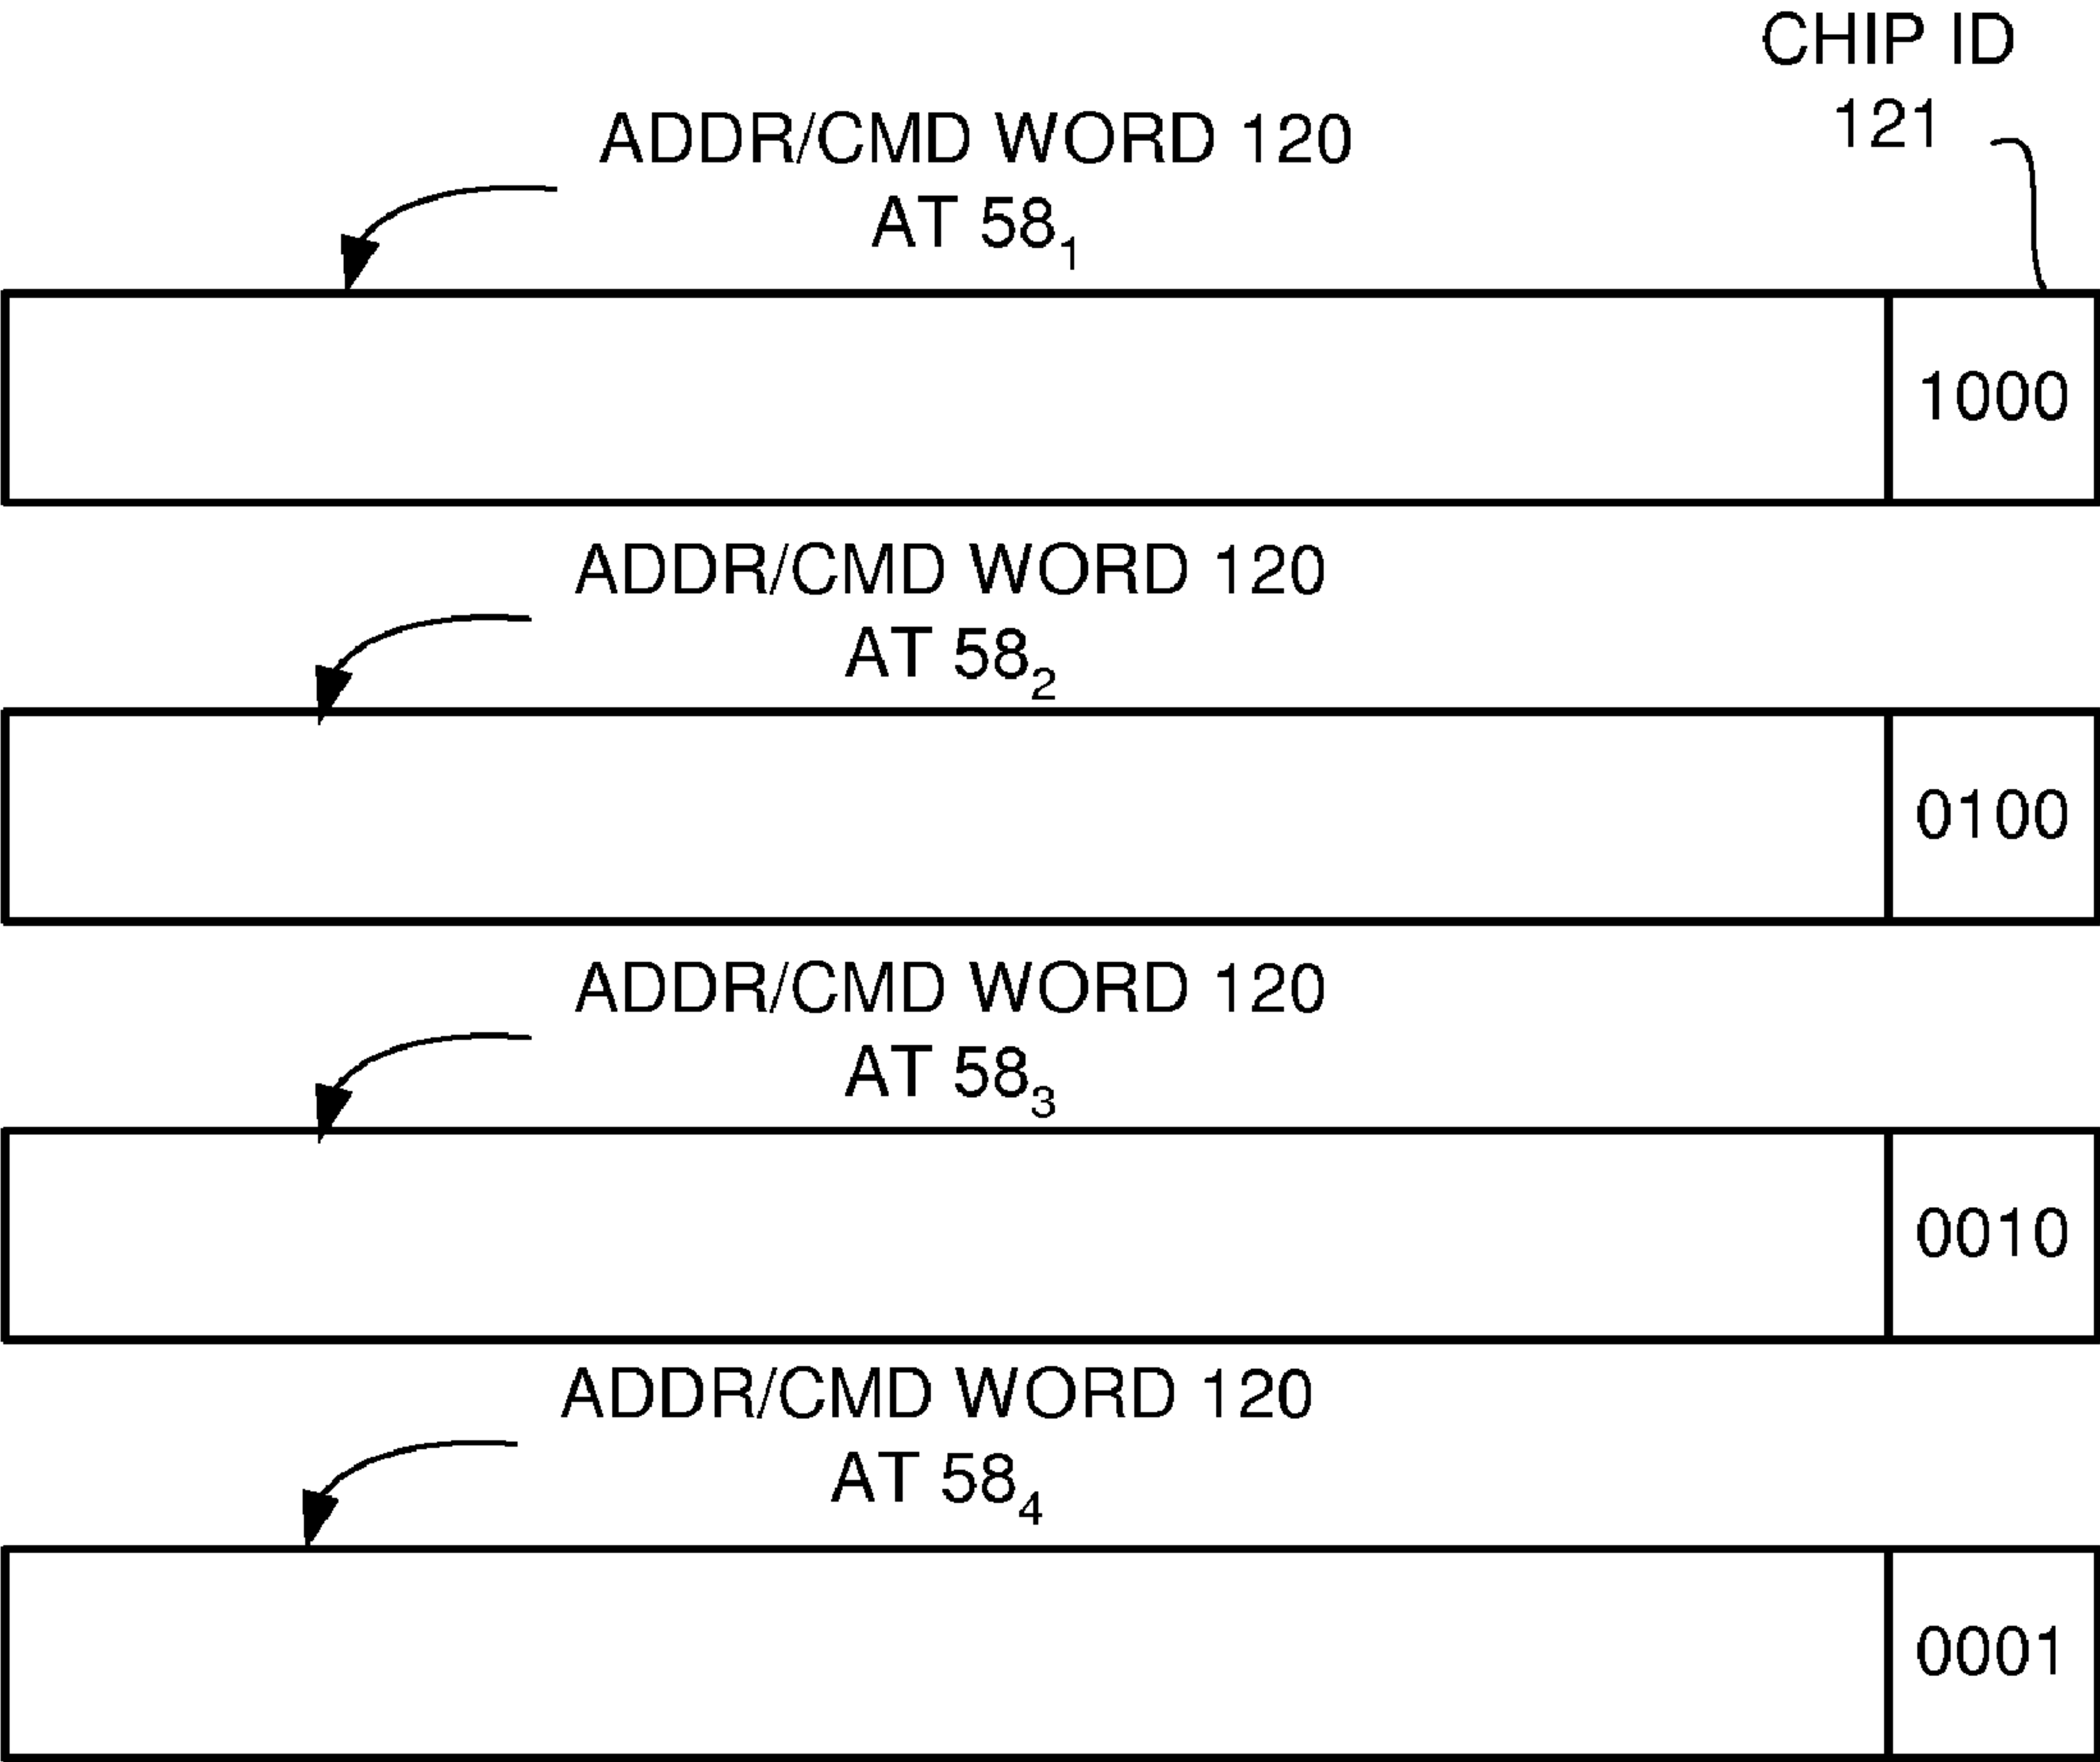 CHIP ID
121
ADDR/CMD WORD 120
AT 58₁
1000
ADDR/CMD WORD 120
AT 58₂
0100
ADDR/CMD WORD 120
AT 58₃
0010
ADDR/CMD WORD 120
AT 58₄
0001